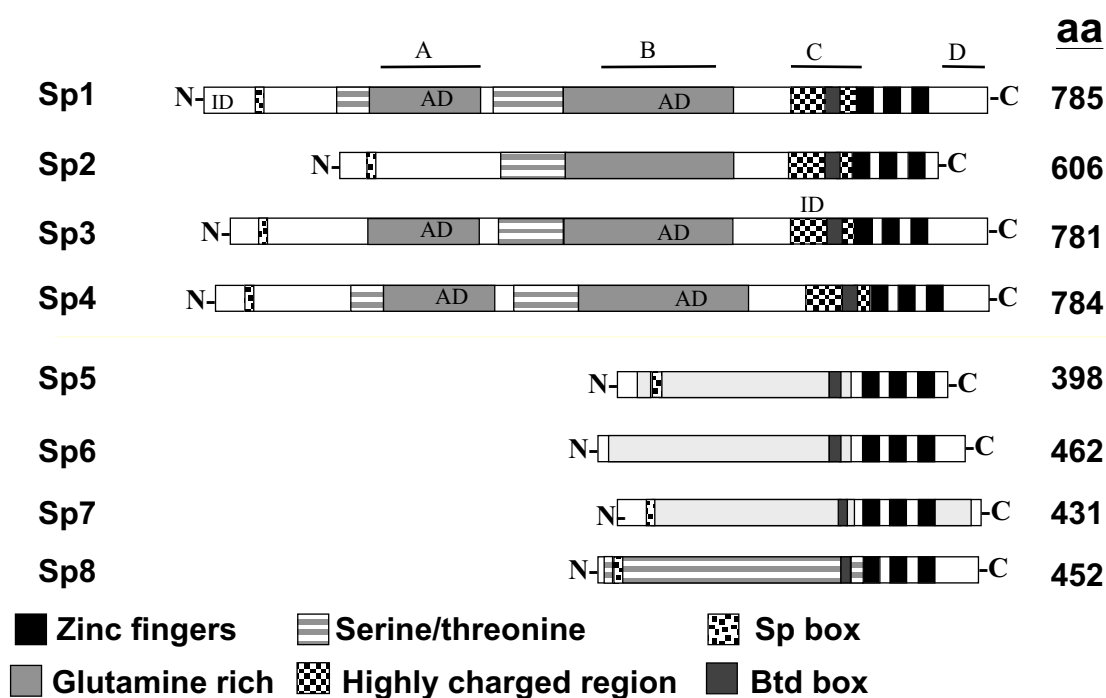 aa
A B C D
Sp1 N- ID AD AD -C 785
Sp2 N- -C 606
ID
Sp3 N- AD AD -C 781
Sp4 N- AD AD -C 784
Sp5 N- -C 398
Sp6 N- -C 462
Sp7 N- -C 431
Sp8 N- -C 452
Zinc fingers Serine/threonine Sp box
Glutamine rich Highly charged region Btd box